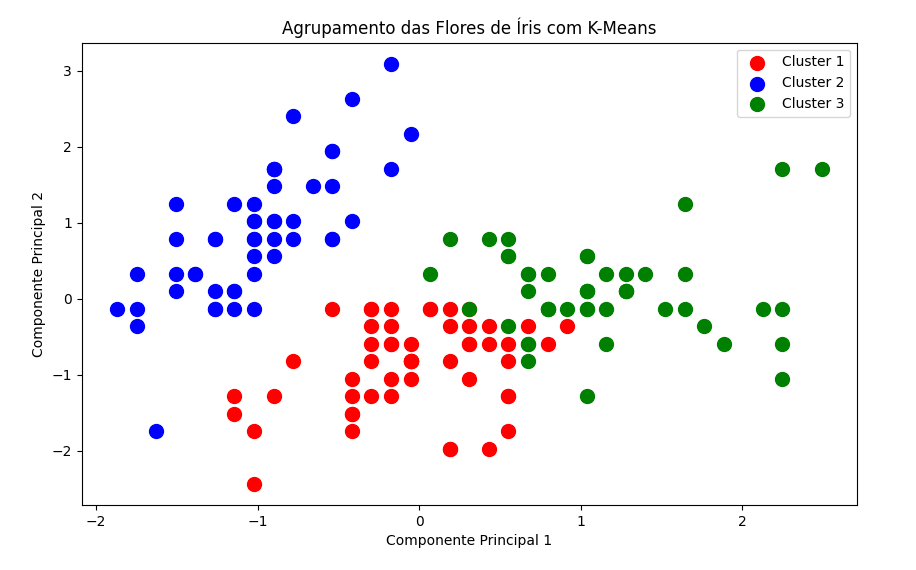 Agrupamento das Flores de Íris com K-Means
Cluster 1
Cluster 2
Cluster 3
3
2
1
0
−1
−2
Componente Principal 2
−2
−1
0
1
2
Componente Principal 1